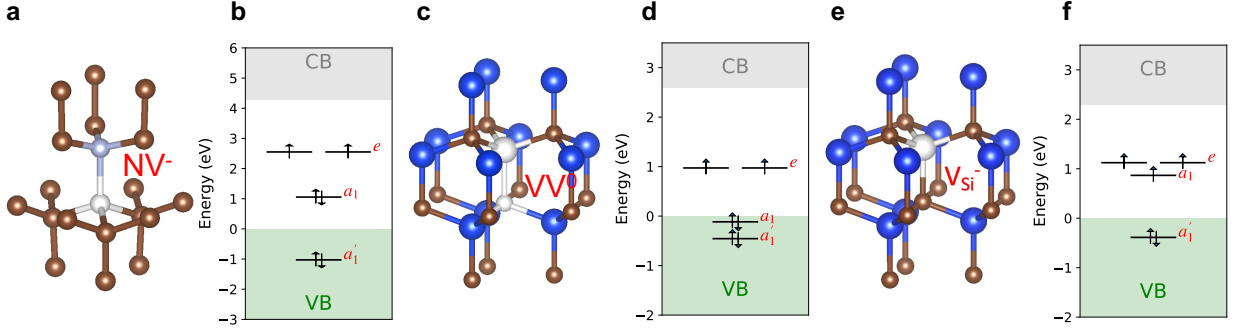 a
NV⁻
b
Energy (eV)
6
5
4
3
2
1
0
−1
−2
−3
CB
e
a₁
a₁′
VB
c
VV⁰
d
Energy (eV)
3
2
1
0
−1
−2
CB
e
a₁
a₁′
VB
e
V_Si⁻
f
Energy (eV)
3
2
1
0
−1
−2
CB
e
a₁
a₁′
VB